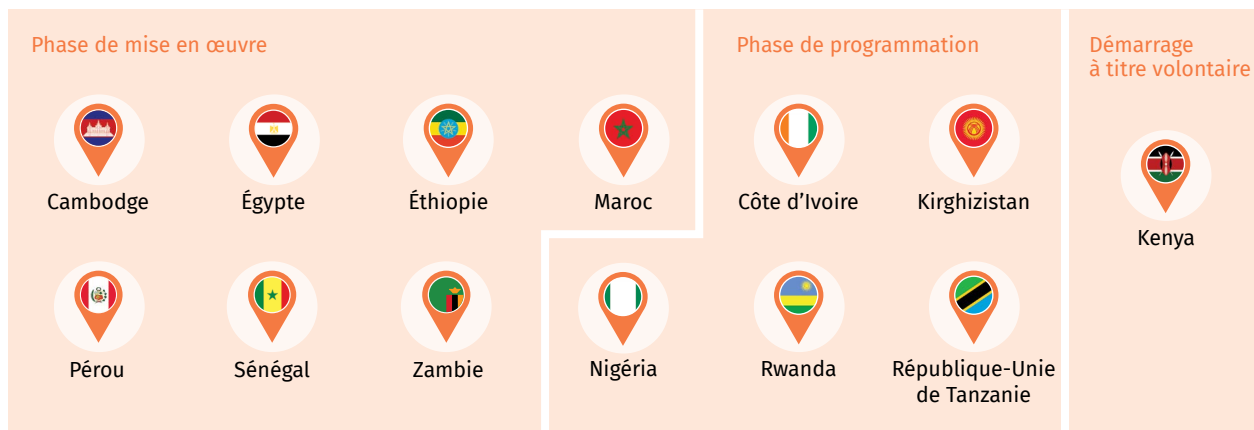 Phase de mise en œuvre
Cambodge
Égypte
Éthiopie
Maroc
Pérou
Sénégal
Zambie
Phase de programmation
Côte d’Ivoire
Kirghizistan
Nigéria
Rwanda
République-Unie
de Tanzanie
Démarrage
à titre volontaire
Kenya